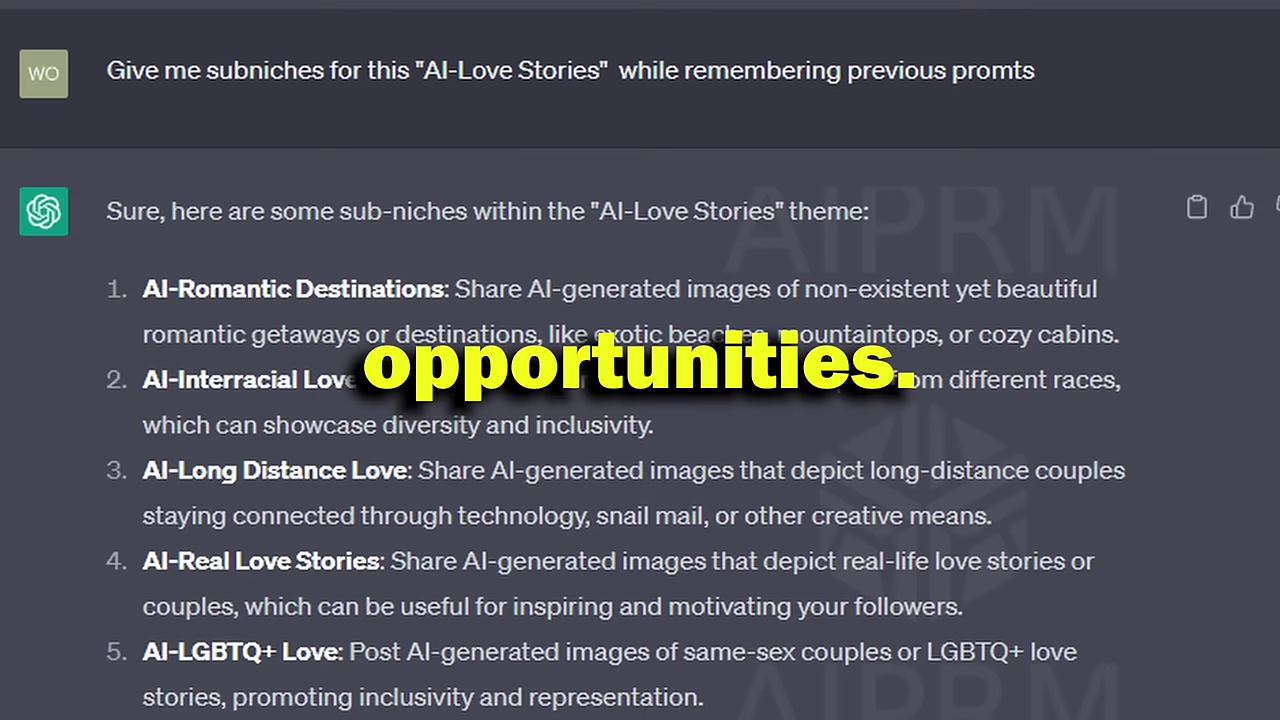 WO
Give me subniches for this "AI-Love Stories" while remembering previous promts
Sure, here are some sub-niches within the "AI-Love Stories" theme:
AIPRM
1. AI-Romantic Destinations: Share AI-generated images of non-existent yet beautiful
romantic getaways or destinations, like exotic beaches, mountaintops, or cozy cabins.
opportunities.
2. AI-Interracial Love from different races,
which can showcase diversity and inclusivity.
3. AI-Long Distance Love: Share AI-generated images that depict long-distance couples
staying connected through technology, snail mail, or other creative means.
4. AI-Real Love Stories: Share AI-generated images that depict real-life love stories or
couples, which can be useful for inspiring and motivating your followers.
5. AI-LGBTQ+ Love: Post AI-generated images of same-sex couples or LGBTQ+ love
stories, promoting inclusivity and representation.
AIPRM